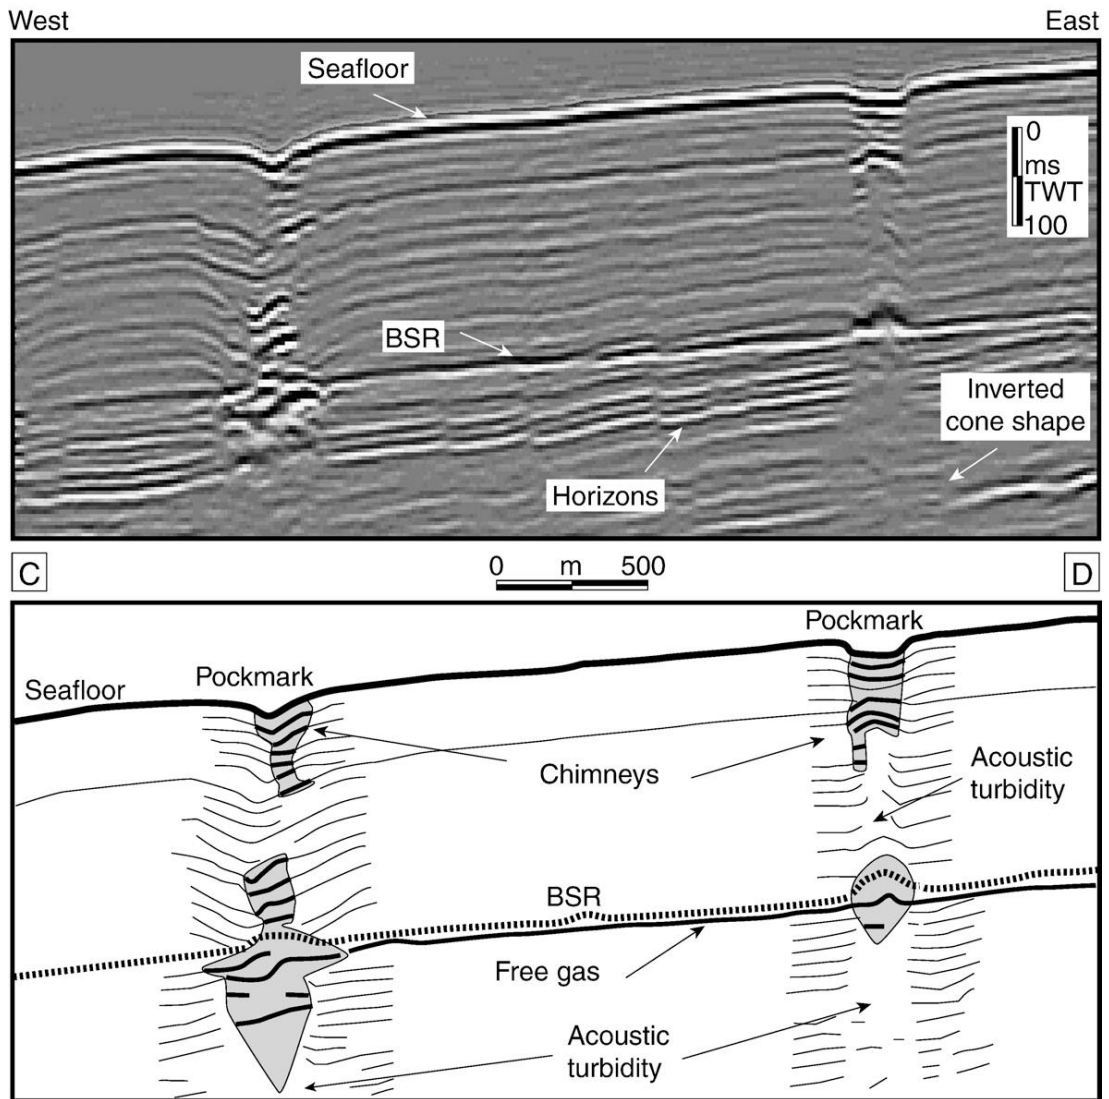 West
East
Seafloor
0
ms
TWT
100
BSR
Inverted
cone shape
Horizons
C
0 m 500
D
Pockmark
Pockmark
Seafloor
Chimneys
Acoustic
turbidity
BSR
Free gas
Acoustic
turbidity